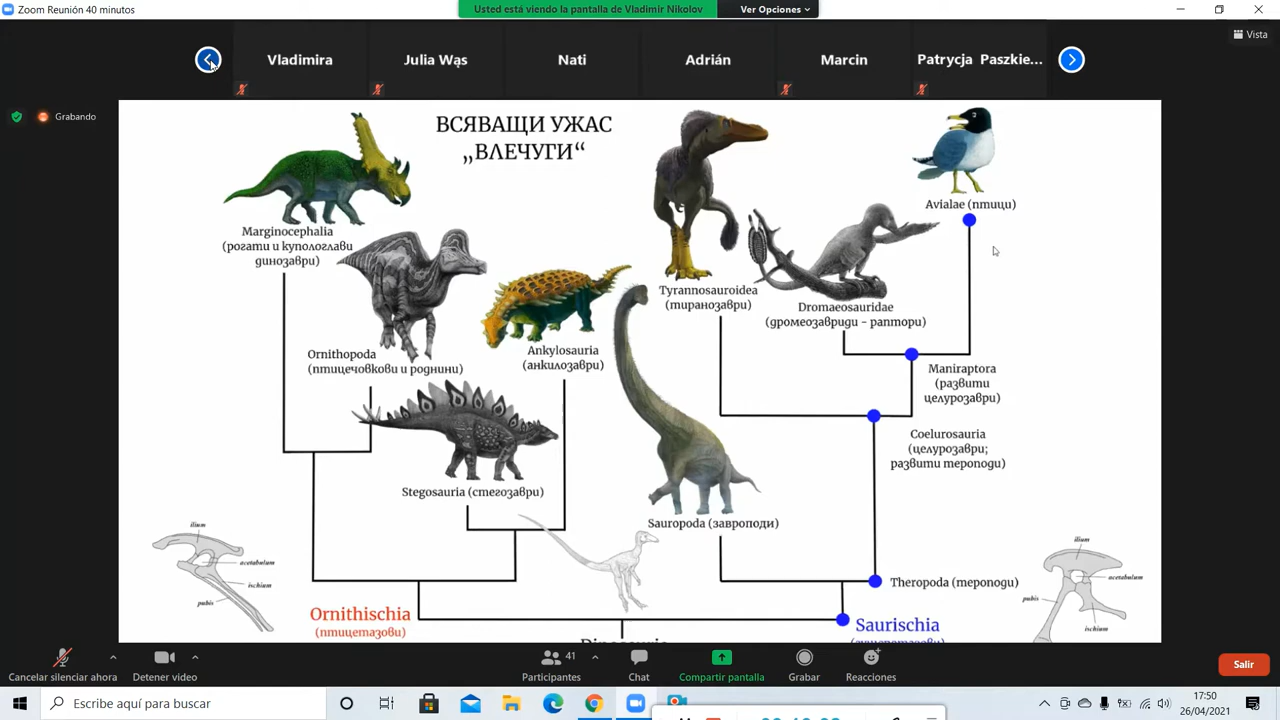 Zoom Reunión 40 minutos
Usted está viendo la pantalla de Vladimir Nikolov
Ver Opciones
Vista
Vladimira
Julia Wąs
Nati
Adrián
Marcin
Patrycja Paszkie...
Grabando
ВСЯВАЩИ УЖАС
„ВЛЕЧУГИ“
Marginocephalia
(рогати и купологлави
динозаври)
Ornithopoda
(птицечовкови и роднини)
Ankylosauria
(анкилозаври)
Stegosauria (стегозаври)
Tyrannosauroidea
(тиранозаври)
Dromaeosauridae
(дромеозавриди - раптори)
Avialae (птици)
Maniraptora
(развити
целурозаври)
Coelurosauria
(целурозаври;
развити тероподи)
Sauropoda (завроподи)
Theropoda (тероподи)
ilium
acetabulum
ischium
pubis
Ornithischia
(птицетазови)
Saurischia
ilium
acetabulum
pubis
ischium
Cancelar silenciar ahora
Detener video
41
Participantes
Chat
Compartir pantalla
Grabar
Reacciones
Salir
Escribe aquí para buscar
17:50
26/04/2021